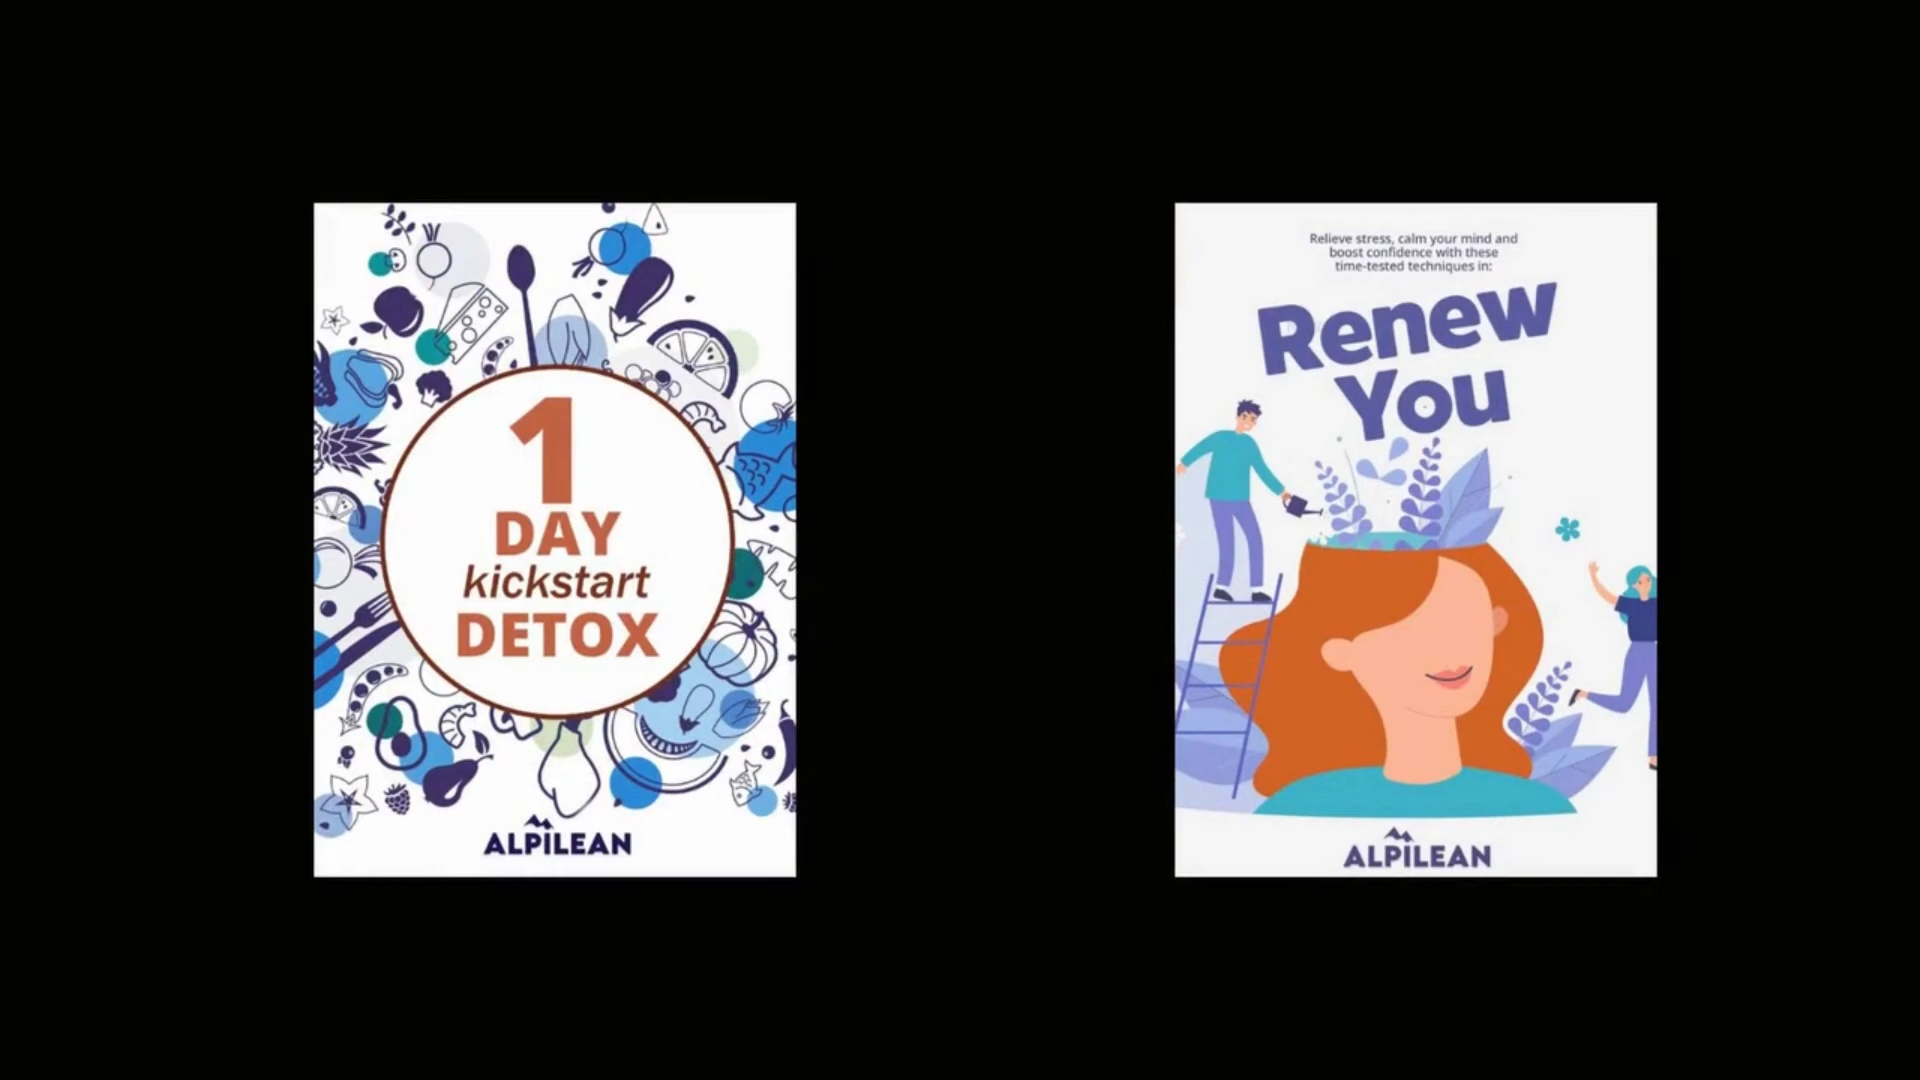 1
DAY
kickstart
DETOX
ALPILEAN
Relieve stress, calm your mind and
boost confidence with these
time-tested techniques in:
Renew
You
ALPILEAN